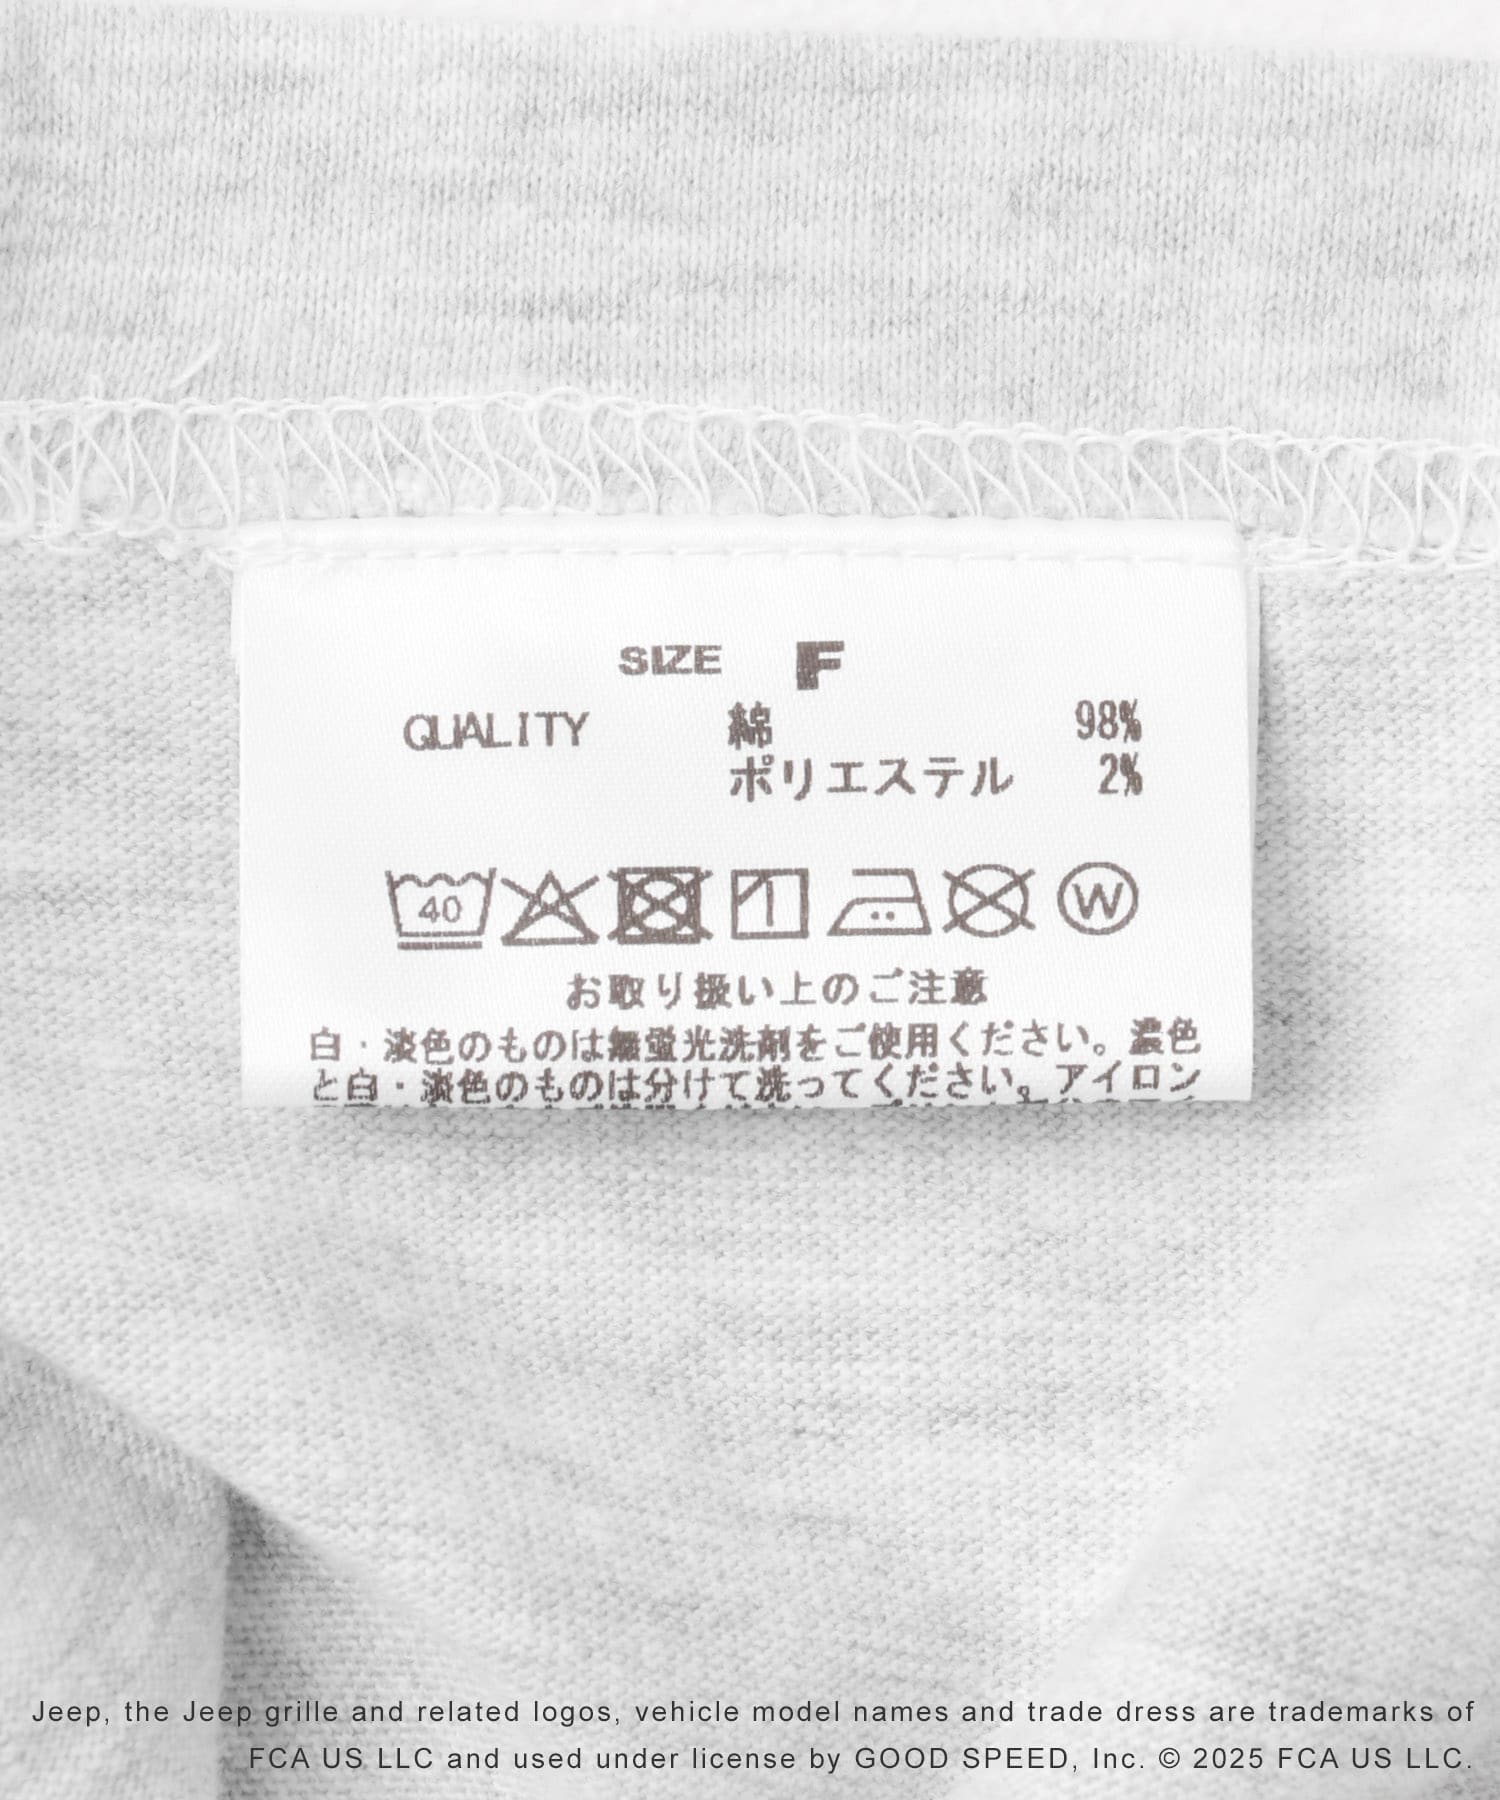 SIZE F
QUALITY 綿 98%
ポリエステル 2%
40 W
お取り扱い上のご注意
白・淡色のものは無蛍光洗剤をご使用ください。濃色
と白・淡色のものは分けて洗ってください。アイロン
Jeep, the Jeep grille and related logos, vehicle model names and trade dress are trademarks of
FCA US LLC and used under license by GOOD SPEED, Inc. © 2025 FCA US LLC.